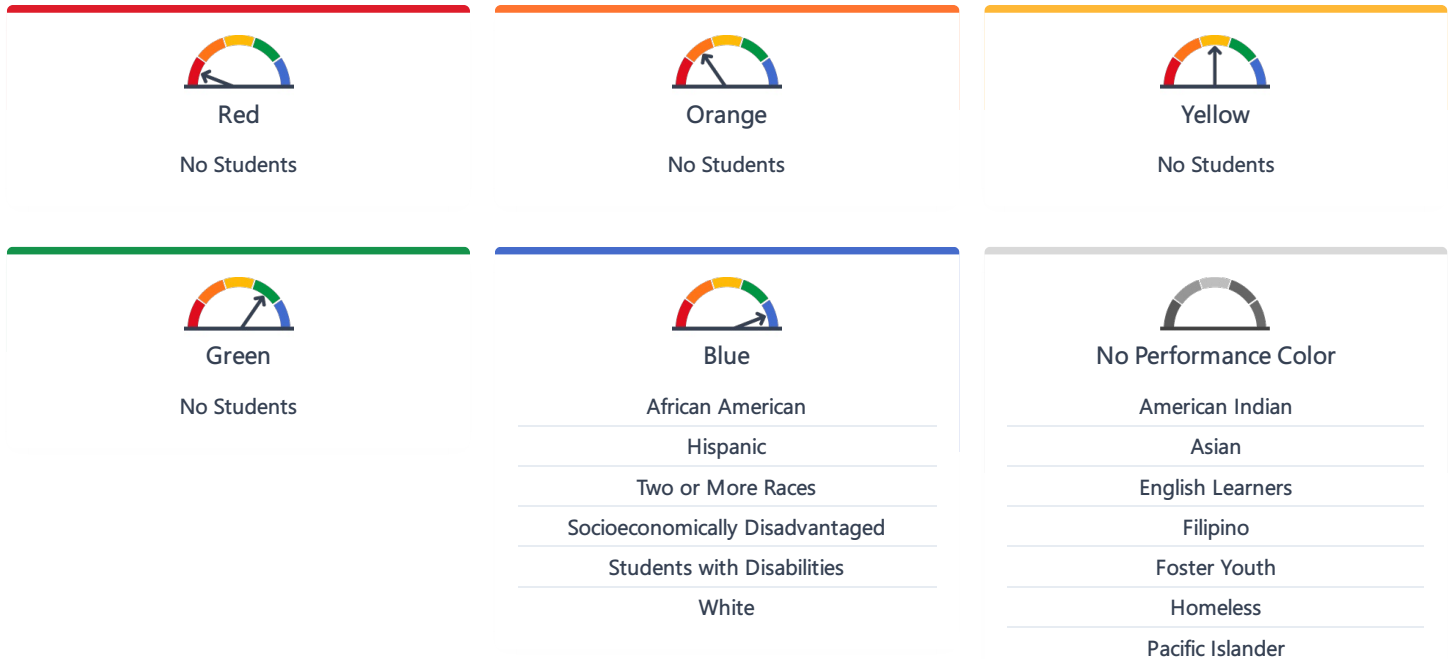 Red
No Students
Orange
No Students
Yellow
No Students
Green
No Students
Blue
African American
Hispanic
Two or More Races
Socioeconomically Disadvantaged
Students with Disabilities
White
No Performance Color
American Indian
Asian
English Learners
Filipino
Foster Youth
Homeless
Pacific Islander